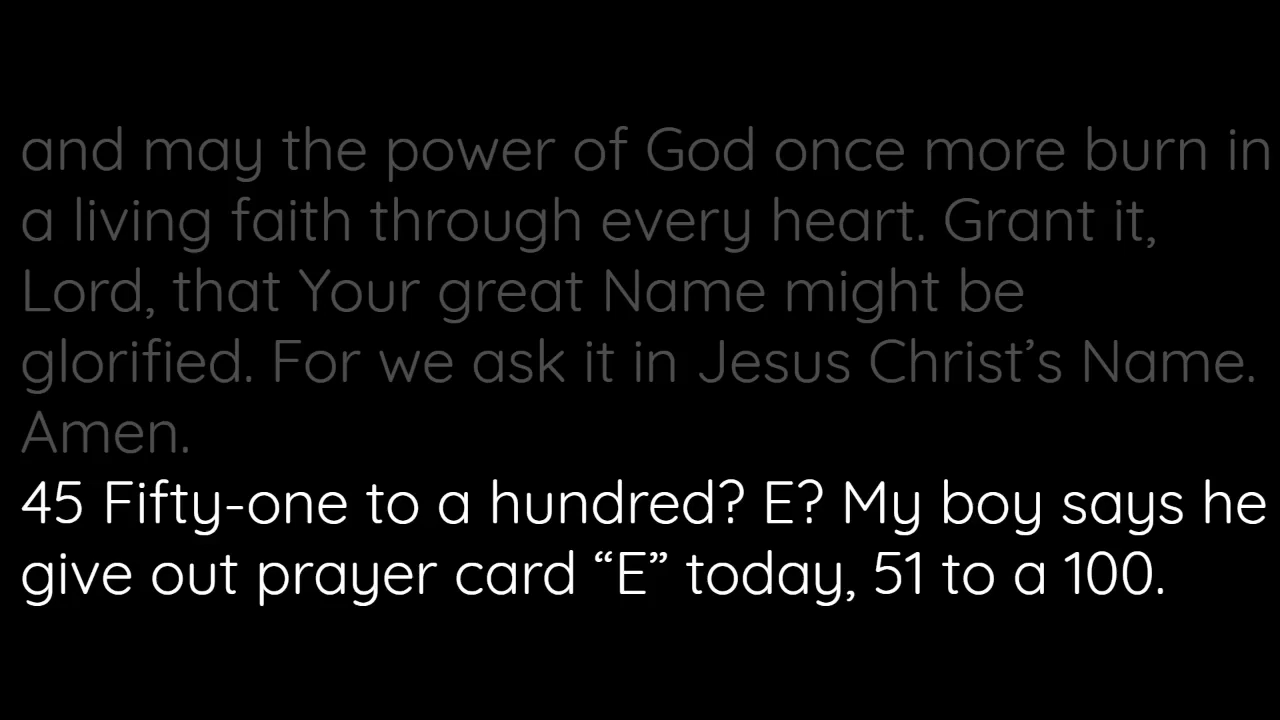 and may the power of God once more burn in
a living faith through every heart. Grant it,
Lord, that Your great Name might be
glorified. For we ask it in Jesus Christ’s Name.
Amen.
45 Fifty-one to a hundred? E? My boy says he
give out prayer card “E” today, 51 to a 100.